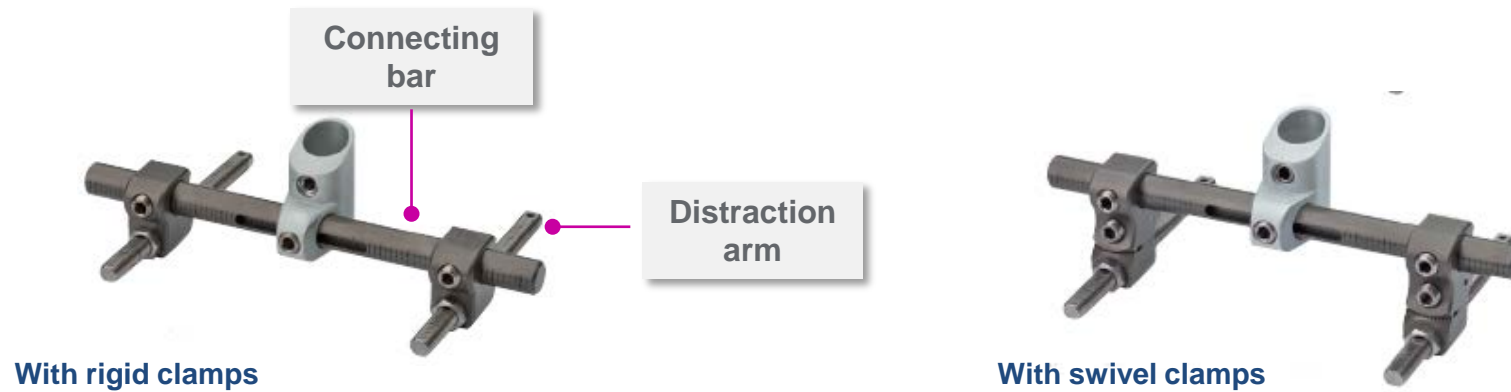 Connecting
bar
Distraction
arm
With rigid clamps
With swivel clamps